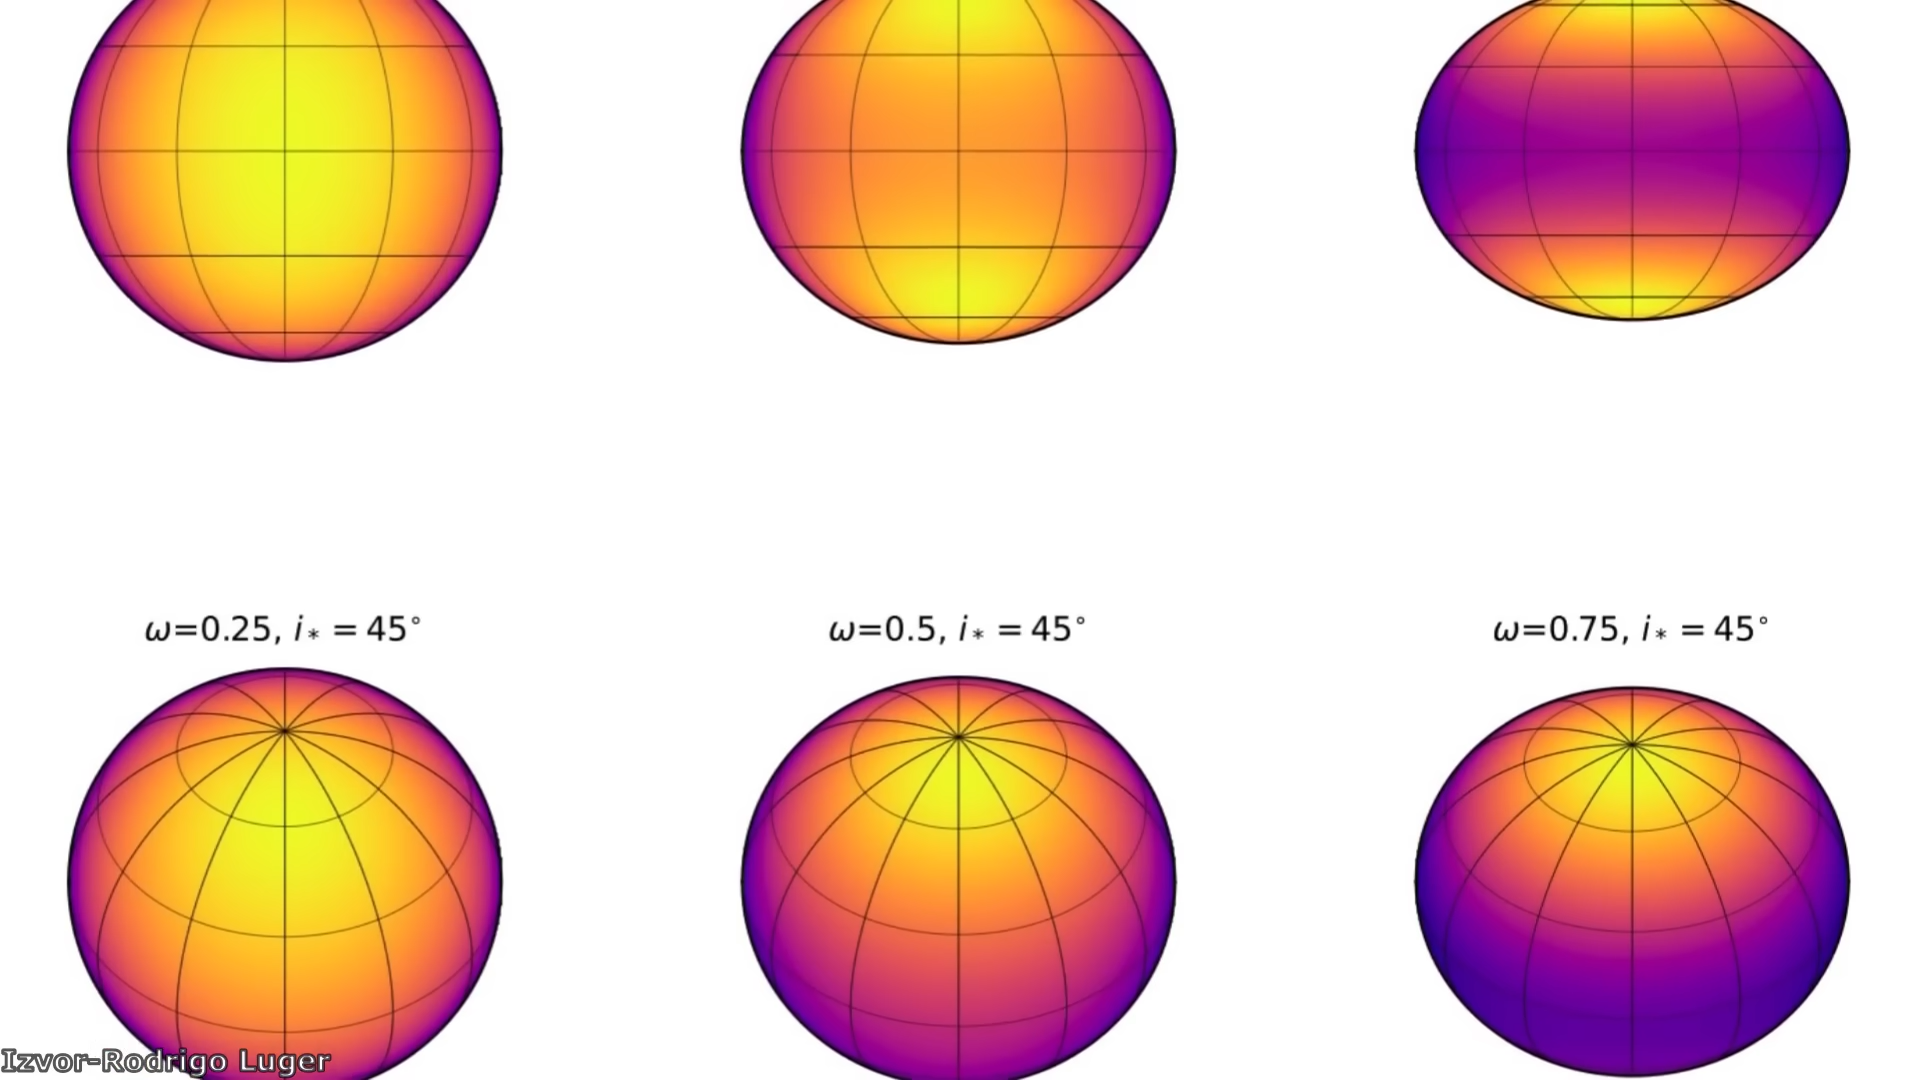 ω=0.25, i* = 45°
ω=0.5, i* = 45°
ω=0.75, i* = 45°
Izvor-Rodrigo Luger